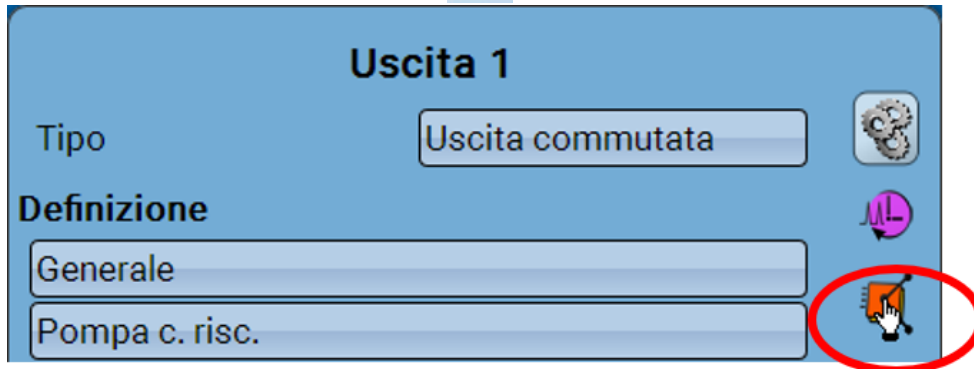 Uscita 1
Tipo Uscita commutata
Definizione
Generale
Pompa c. risc.